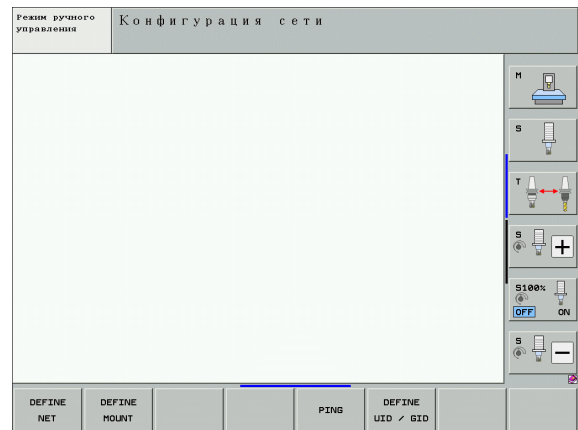 Режим ручного
управления
Конфигурация сети
M
S
T
S
+
S100%
OFF ON
S
−
DEFINE
NET
DEFINE
MOUNT
PING
DEFINE
UID / GID